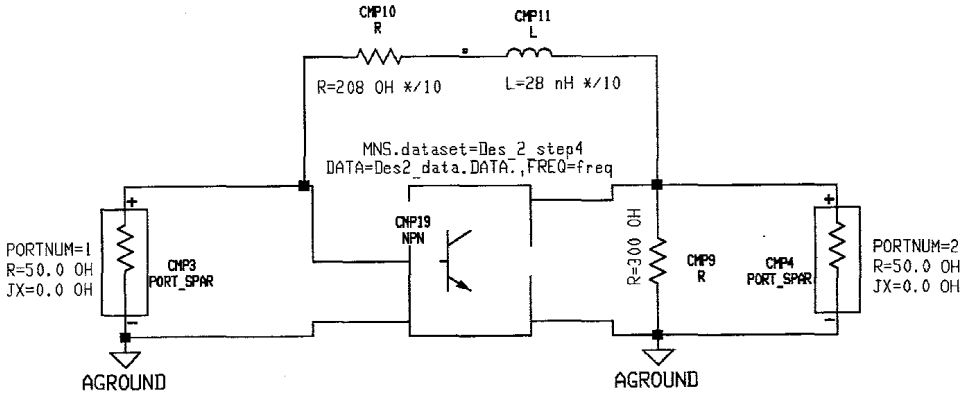 CMP10
R
CMP11
L
R=208 OH */10
L=28 nH */10
MNS.dataset=Des_2_step4
DATA=Des2_data.DATA.,FREQ=freq
+
CMP19
NPN
+
PORTNUM=1
R=50.0 OH
JX=0.0 OH
CMP3
PORT_SPAR
R=300 OH
CMP9
R
CMP4
PORT_SPAR
PORTNUM=2
R=50.0 OH
JX=0.0 OH
–
–
AGROUND
AGROUND